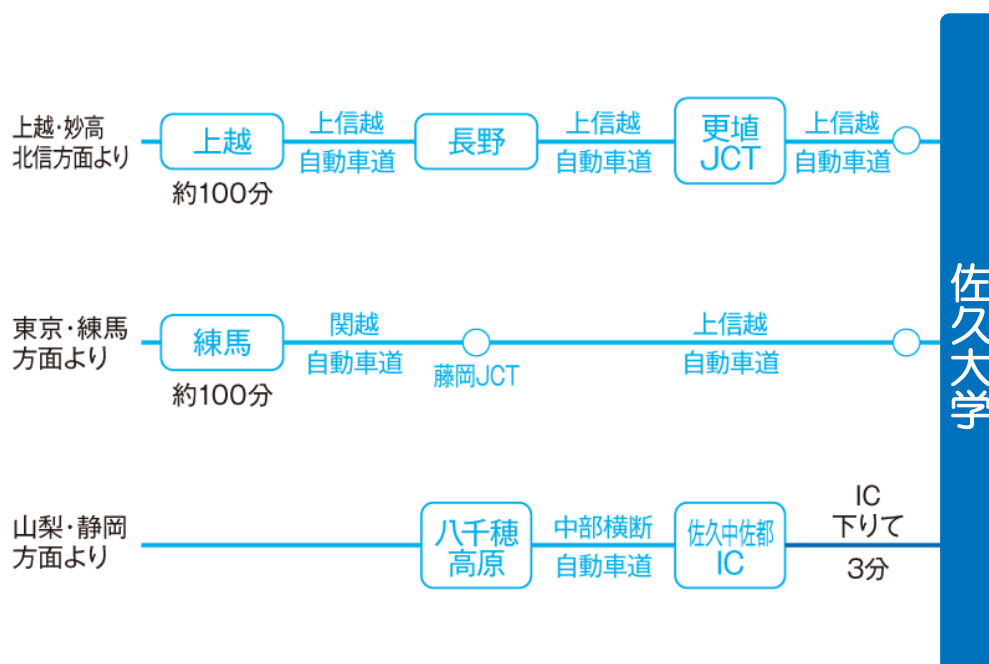 上越・妙高
北信方面より
上越
約100分
上信越
自動車道
長野
上信越
自動車道
更埴
JCT
上信越
自動車道
東京・練馬
方面より
練馬
約100分
関越
自動車道
藤岡JCT
上信越
自動車道
山梨・静岡
方面より
八千穂
高原
中部横断
自動車道
佐久中佐都
IC
IC
下りて
3分
佐久大学